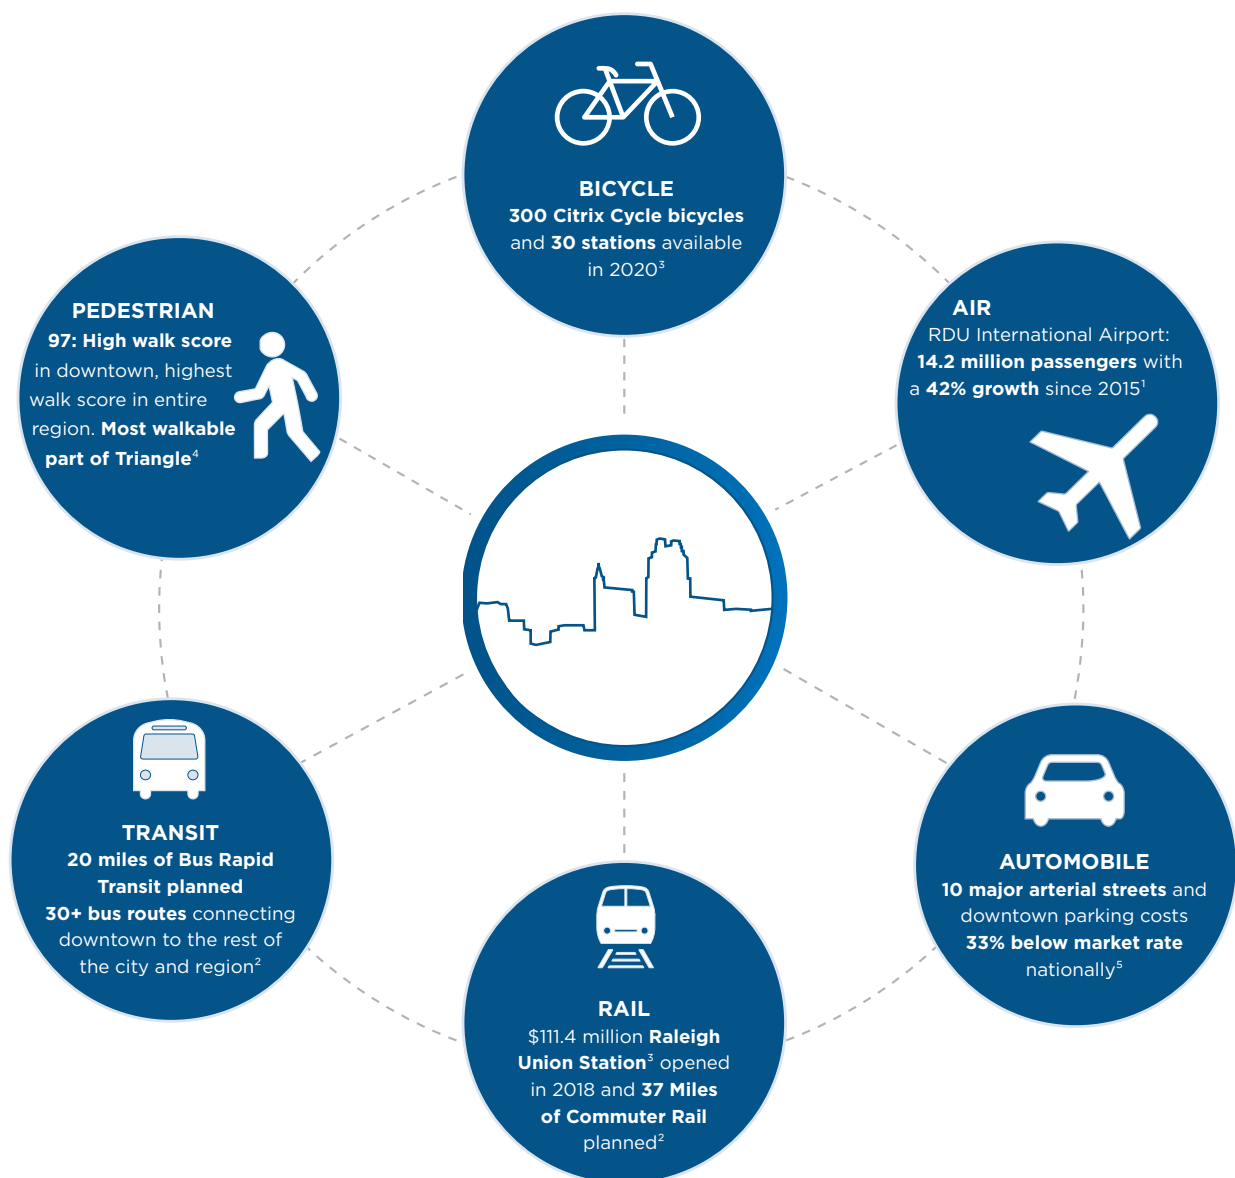 BICYCLE
300 Citrix Cycle bicycles
and 30 stations available
in 2020³
PEDESTRIAN
97: High walk score
in downtown, highest
walk score in entire
region. Most walkable
part of Triangle⁴
AIR
RDU International Airport:
14.2 million passengers with
a 42% growth since 2015¹
TRANSIT
20 miles of Bus Rapid
Transit planned
30+ bus routes connecting
downtown to the rest of
the city and region²
AUTOMOBILE
10 major arterial streets and
downtown parking costs
33% below market rate
nationally⁵
RAIL
$111.4 million Raleigh
Union Station³ opened
in 2018 and 37 Miles
of Commuter Rail
planned²